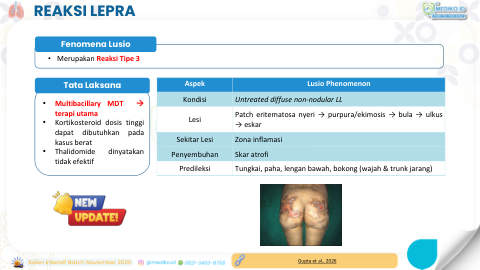 REAKSI LEPRA
MEDIKO.ID
Fenomena Lusio
• Merupakan Reaksi Tipe 3
Tata Laksana
• Multibacillary MDT →
terapi utama
• Kortikosteroid dosis tinggi
dapat dibutuhkan pada
kasus berat
• Thalidomide dinyatakan
tidak efektif
Aspek Lusio Phenomenon
Kondisi Untreated diffuse non-nodular LL
Lesi Patch eritematosa nyeri → purpura/ekimosis → bula → ulkus
→ eskar
Sekitar Lesi Zona inflamasi
Penyembuhan Skar atrofi
Predileksi Tungkai, paha, lengan bawah, bokong (wajah & trunk jarang)
NEW
UPDATE!
Gupta et al., 2026